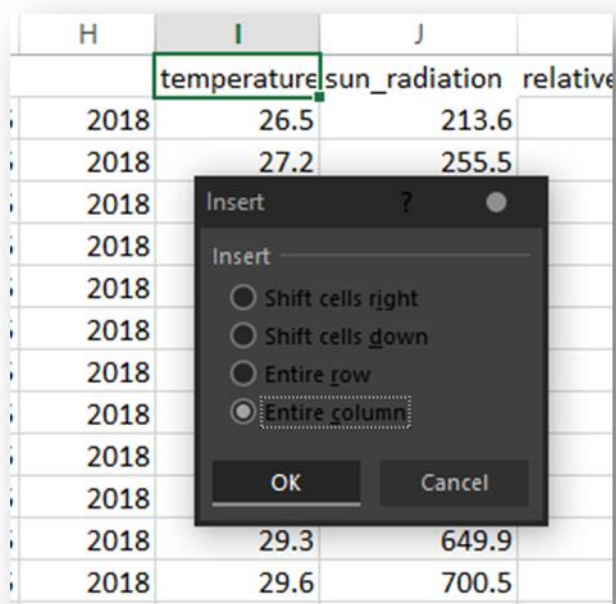 H I J
temperature sun_radiation relative
2018 26.5 213.6
2018 27.2 255.5
2018
2018
2018
2018
2018
2018
2018
2018
2018 29.3 649.9
2018 29.6 700.5
Insert ?
Insert
Shift cells right
Shift cells down
Entire row
Entire column
OK Cancel